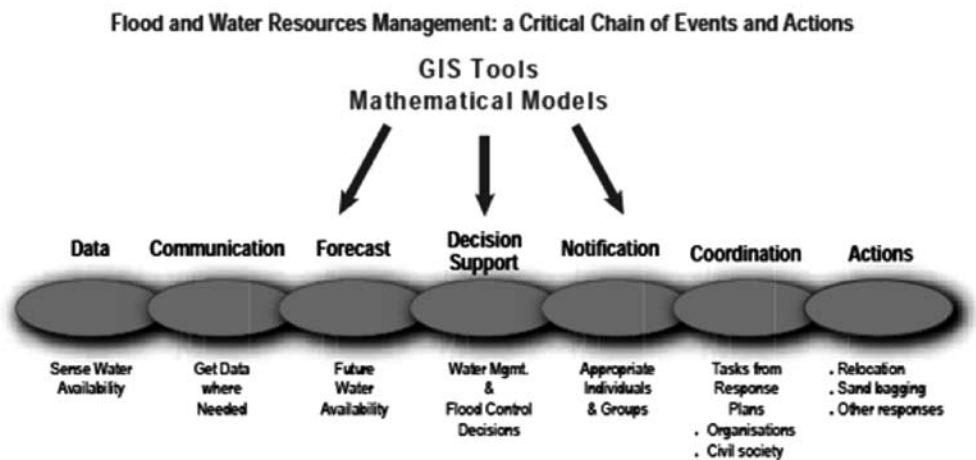 Flood and Water Resources Management: a Critical Chain of Events and Actions
GIS Tools
Mathematical Models
Data
Communication
Forecast
Decision
Support
Notification
Coordination
Actions
Sense Water
Availability
Get Data
where
Needed
Future
Water
Availability
Water Mgmt.
&
Flood Control
Decisions
Appropriate
Individuals
& Groups
Tasks from
Response
Plans
. Organisations
. Civil society
. Relocation
. Sand bagging
. Other responses